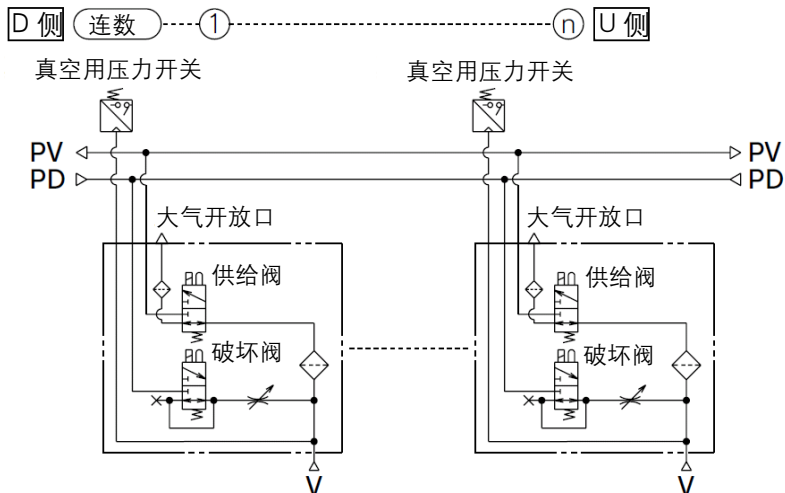 D 侧 连数 1 n U 侧
真空用压力开关 真空用压力开关
PV PV
PD PD
大气开放口 大气开放口
供给阀 供给阀
破坏阀 破坏阀
V V